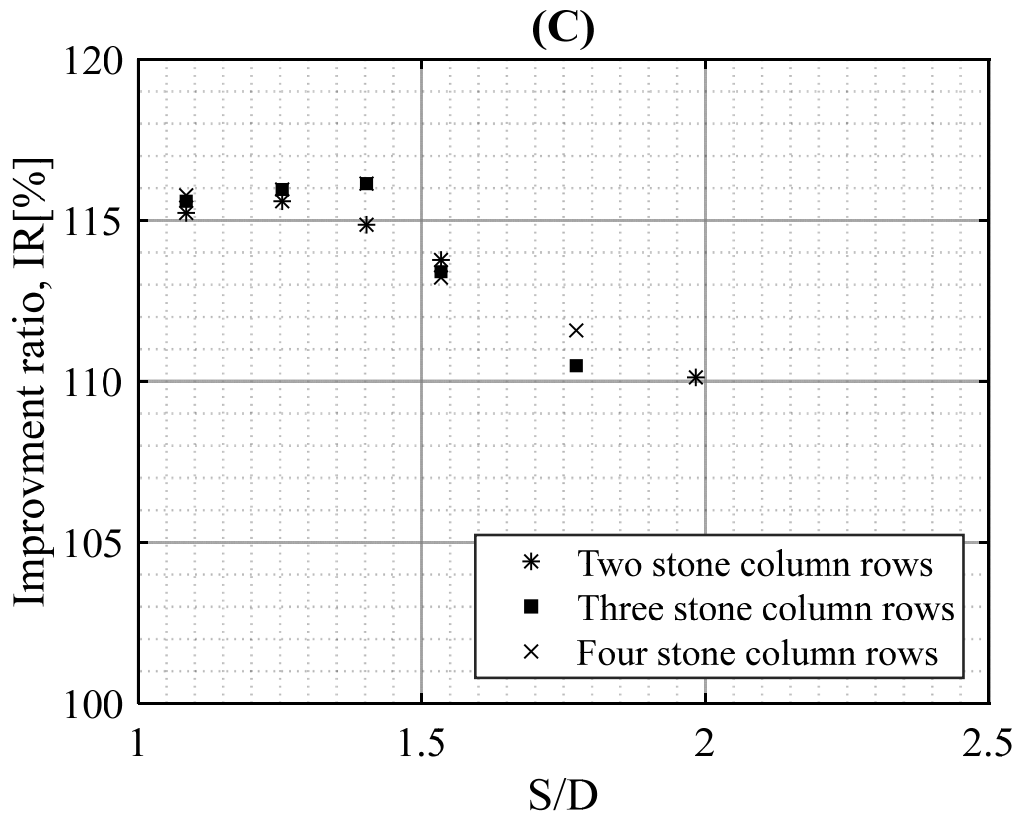 (C)
120
115
110
105
100
Improvment ratio, IR[%]
Two stone column rows
Three stone column rows
Four stone column rows
1
1.5
2
2.5
S/D